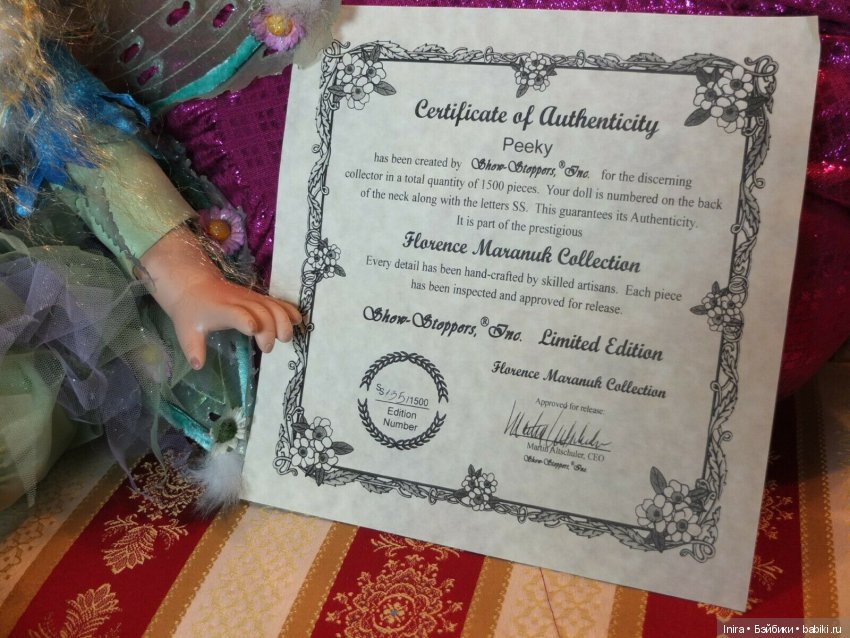 Certificate of Authenticity
Peeky
has been created by Show-Stoppers,® Inc. for the discerning
collector in a total quantity of 1500 pieces. Your doll is numbered on the back
of the neck along with the letters SS. This guarantees its Authenticity.
It is part of the prestigious
Florence Maranuk Collection
Every detail has been hand-crafted by skilled artisans. Each piece
has been inspected and approved for release.
Show-Stoppers,® Inc. Limited Edition
Florence Maranuk Collection
SS135/1500
Edition
Number
Approved for release:
Martin Altschuler, CEO
Show-Stoppers,® Inc.
Inira • Бэйбики • babiki.ru